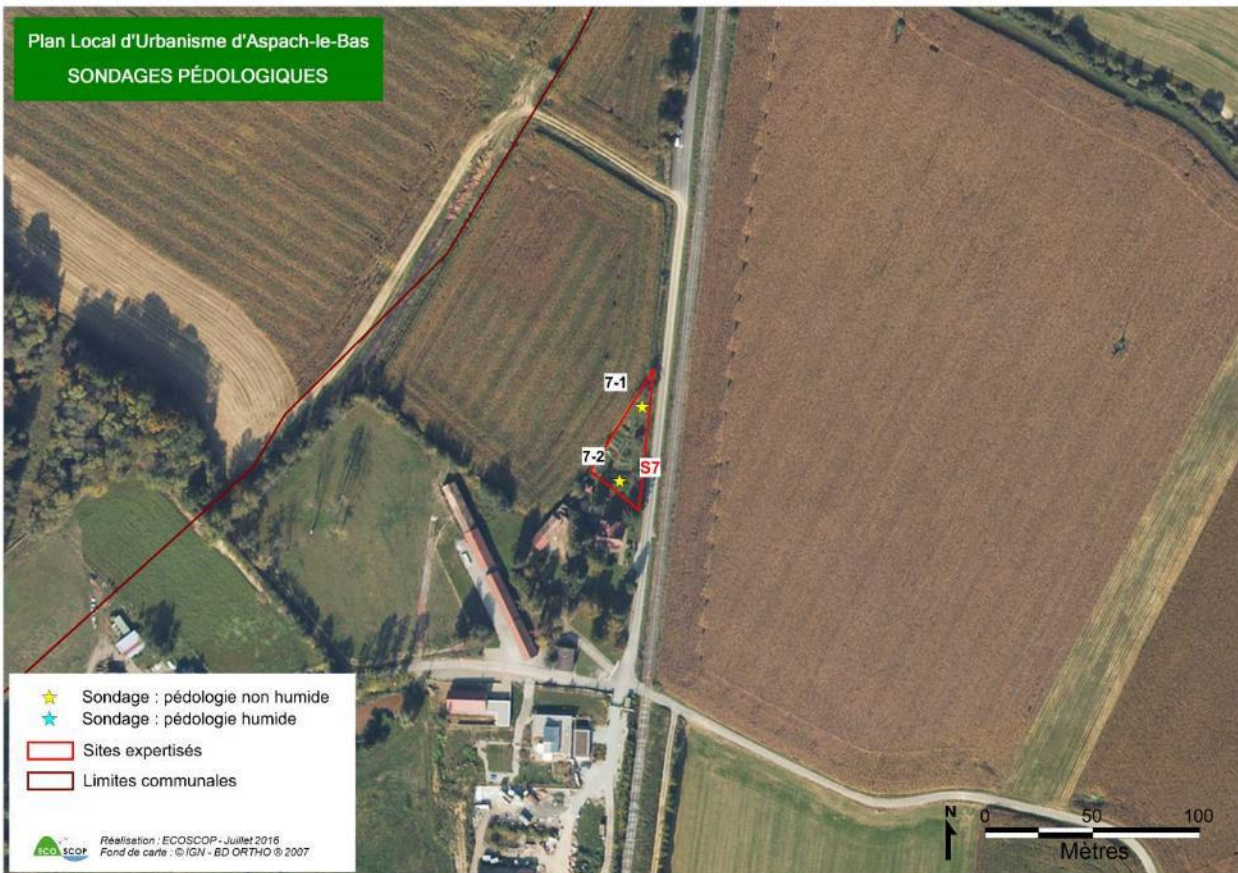 Plan Local d'Urbanisme d'Aspach-le-Bas
SONDAGES PÉDOLOGIQUES
7-1
7-2
S7
Sondage : pédologie non humide
Sondage : pédologie humide
Sites expertisés
Limites communales
ECO SCOP
Réalisation : ECOSCOP - Juillet 2016
Fond de carte : © IGN - BD ORTHO ® 2007
N
0 50 100
Mètres